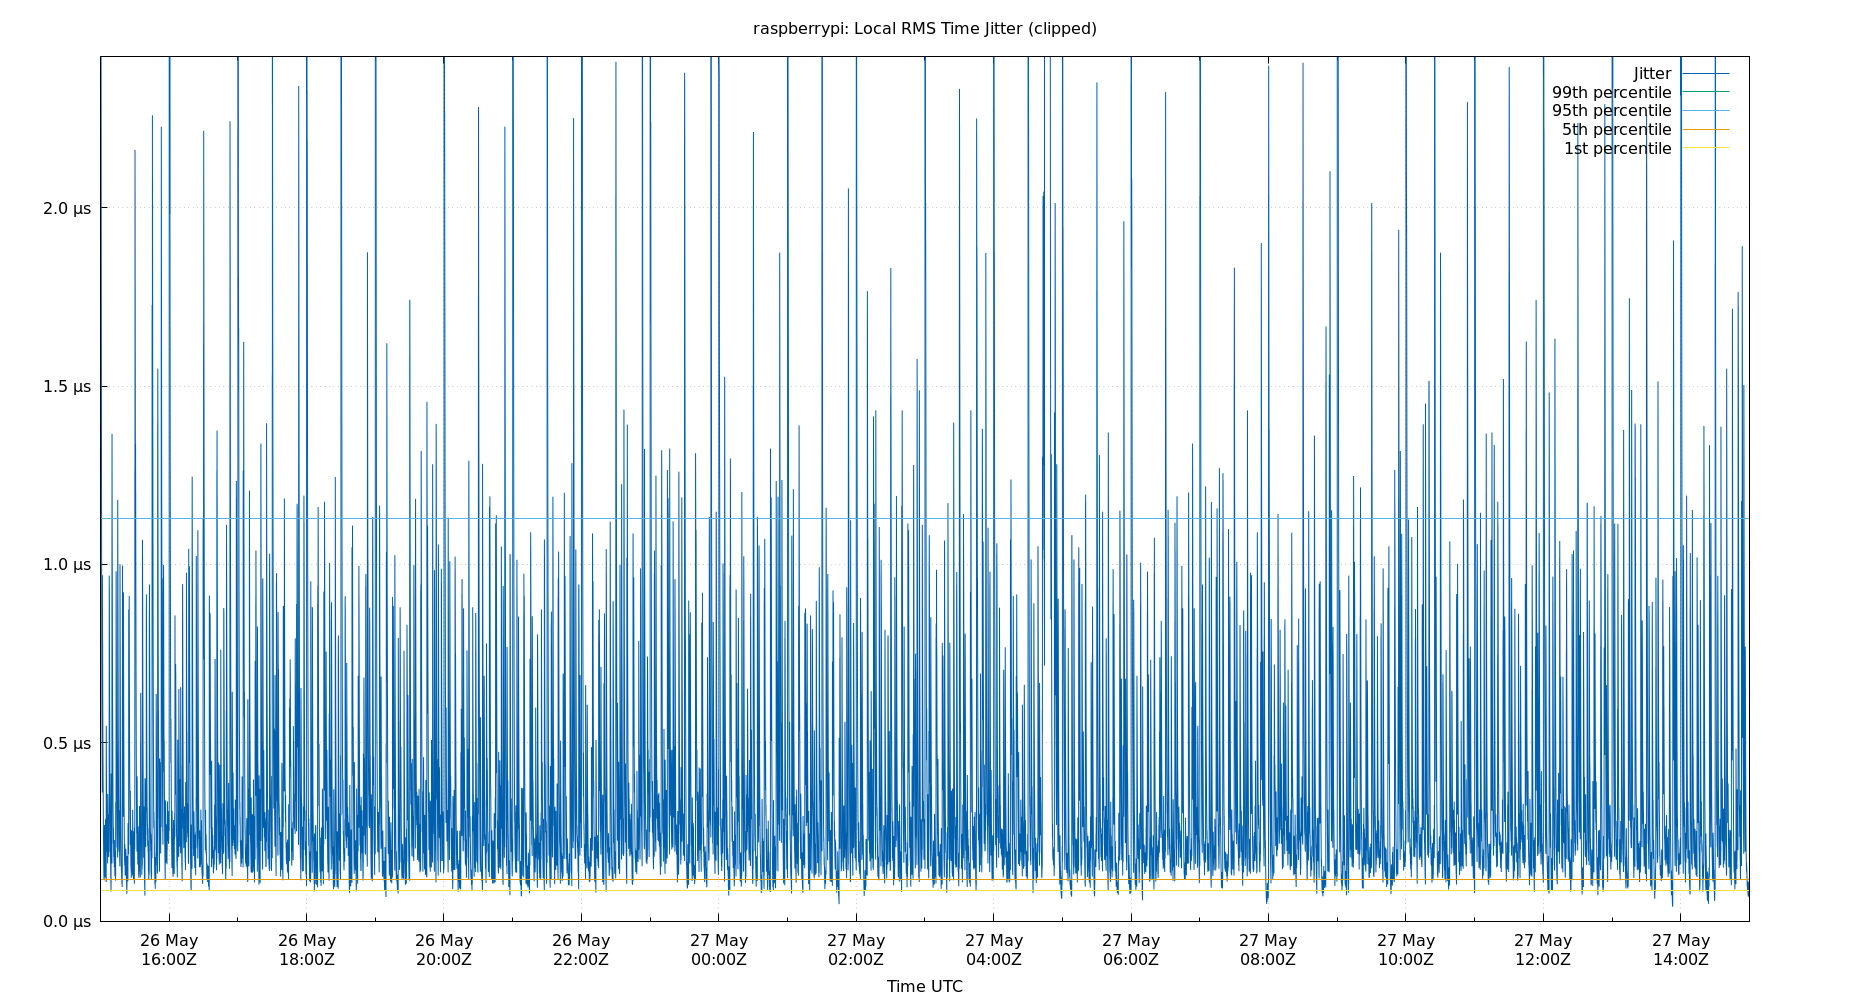 raspberrypi: Local RMS Time Jitter (clipped)
Jitter
99th percentile
95th percentile
5th percentile
1st percentile
2.0 µs
1.5 µs
1.0 µs
0.5 µs
0.0 µs
26 May 26 May 26 May 26 May 27 May 27 May 27 May 27 May 27 May 27 May 27 May 27 May
16:00Z 18:00Z 20:00Z 22:00Z 00:00Z 02:00Z 04:00Z 06:00Z 08:00Z 10:00Z 12:00Z 14:00Z
Time UTC